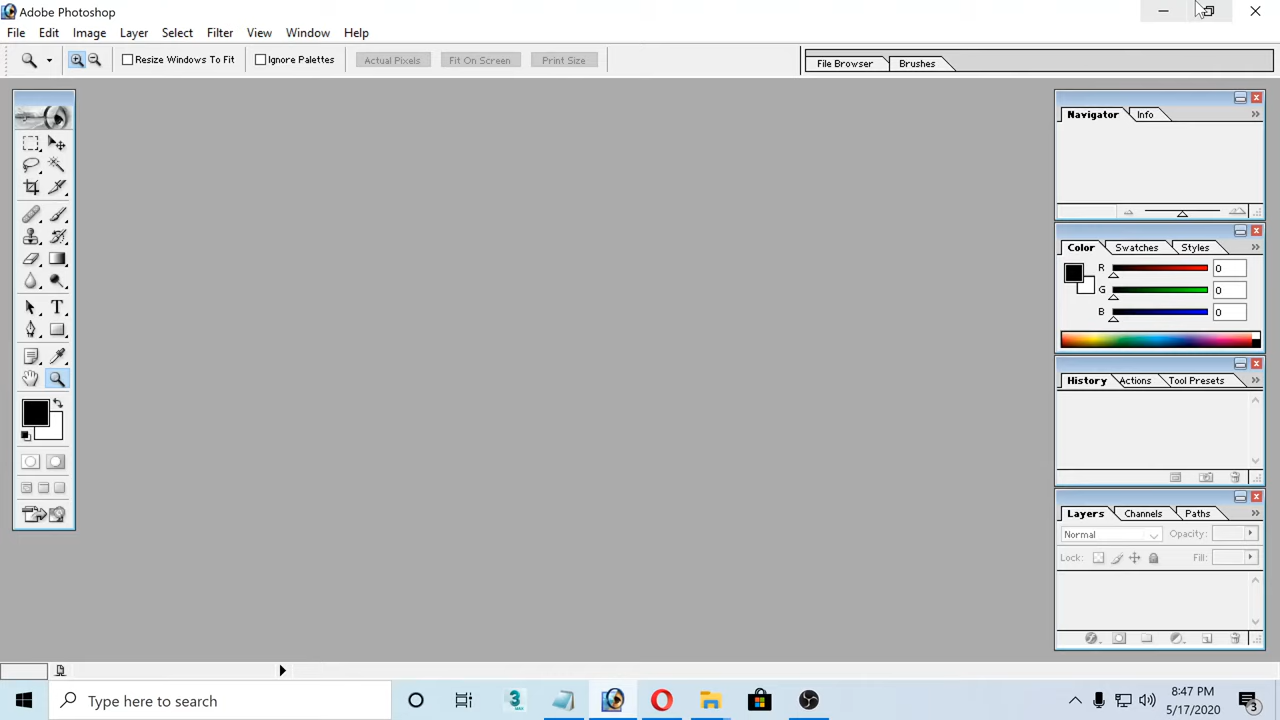 Adobe Photoshop
File Edit Image Layer Select Filter View Window Help
Resize Windows To Fit Ignore Palettes Actual Pixels Fit On Screen Print Size File Browser Brushes
Navigator Info
Color Swatches Styles
R 0
G 0
B 0
History Actions Tool Presets
Layers Channels Paths
Normal Opacity:
Lock: Fill:
T
Type here to search
8:47 PM
5/17/2020
3